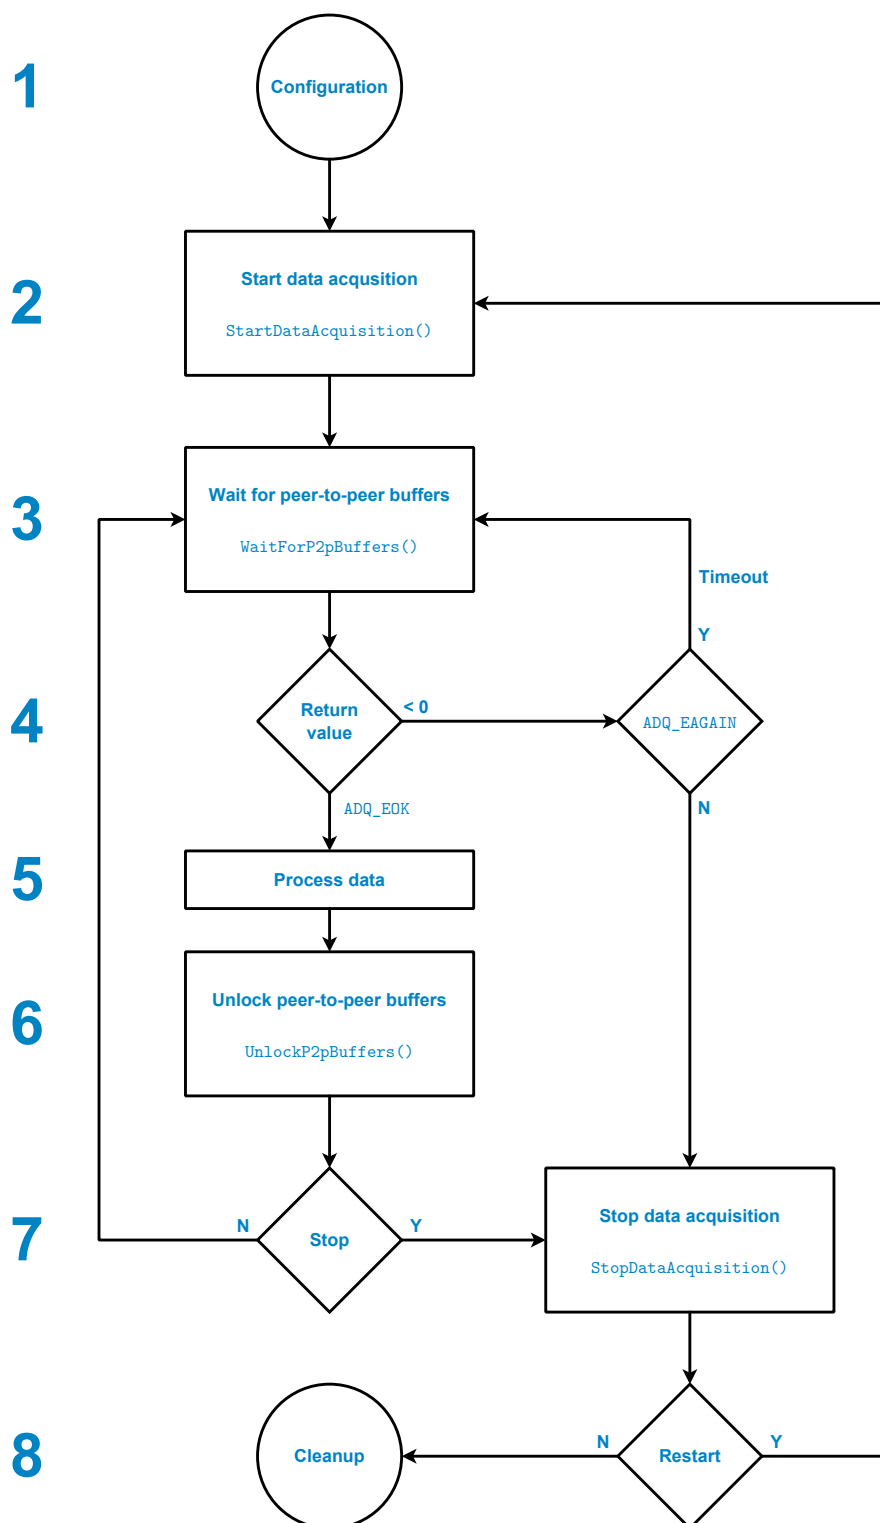 1
Configuration
2
Start data acqusition
StartDataAcquisition()
3
Wait for peer-to-peer buffers
WaitForP2pBuffers()
Timeout
Y
4
Return
value
< 0
ADQ_EAGAIN
ADQ_EOK
N
5
Process data
6
Unlock peer-to-peer buffers
UnlockP2pBuffers()
7
N
Stop
Y
Stop data acquisition
StopDataAcquisition()
8
Cleanup
N
Restart
Y